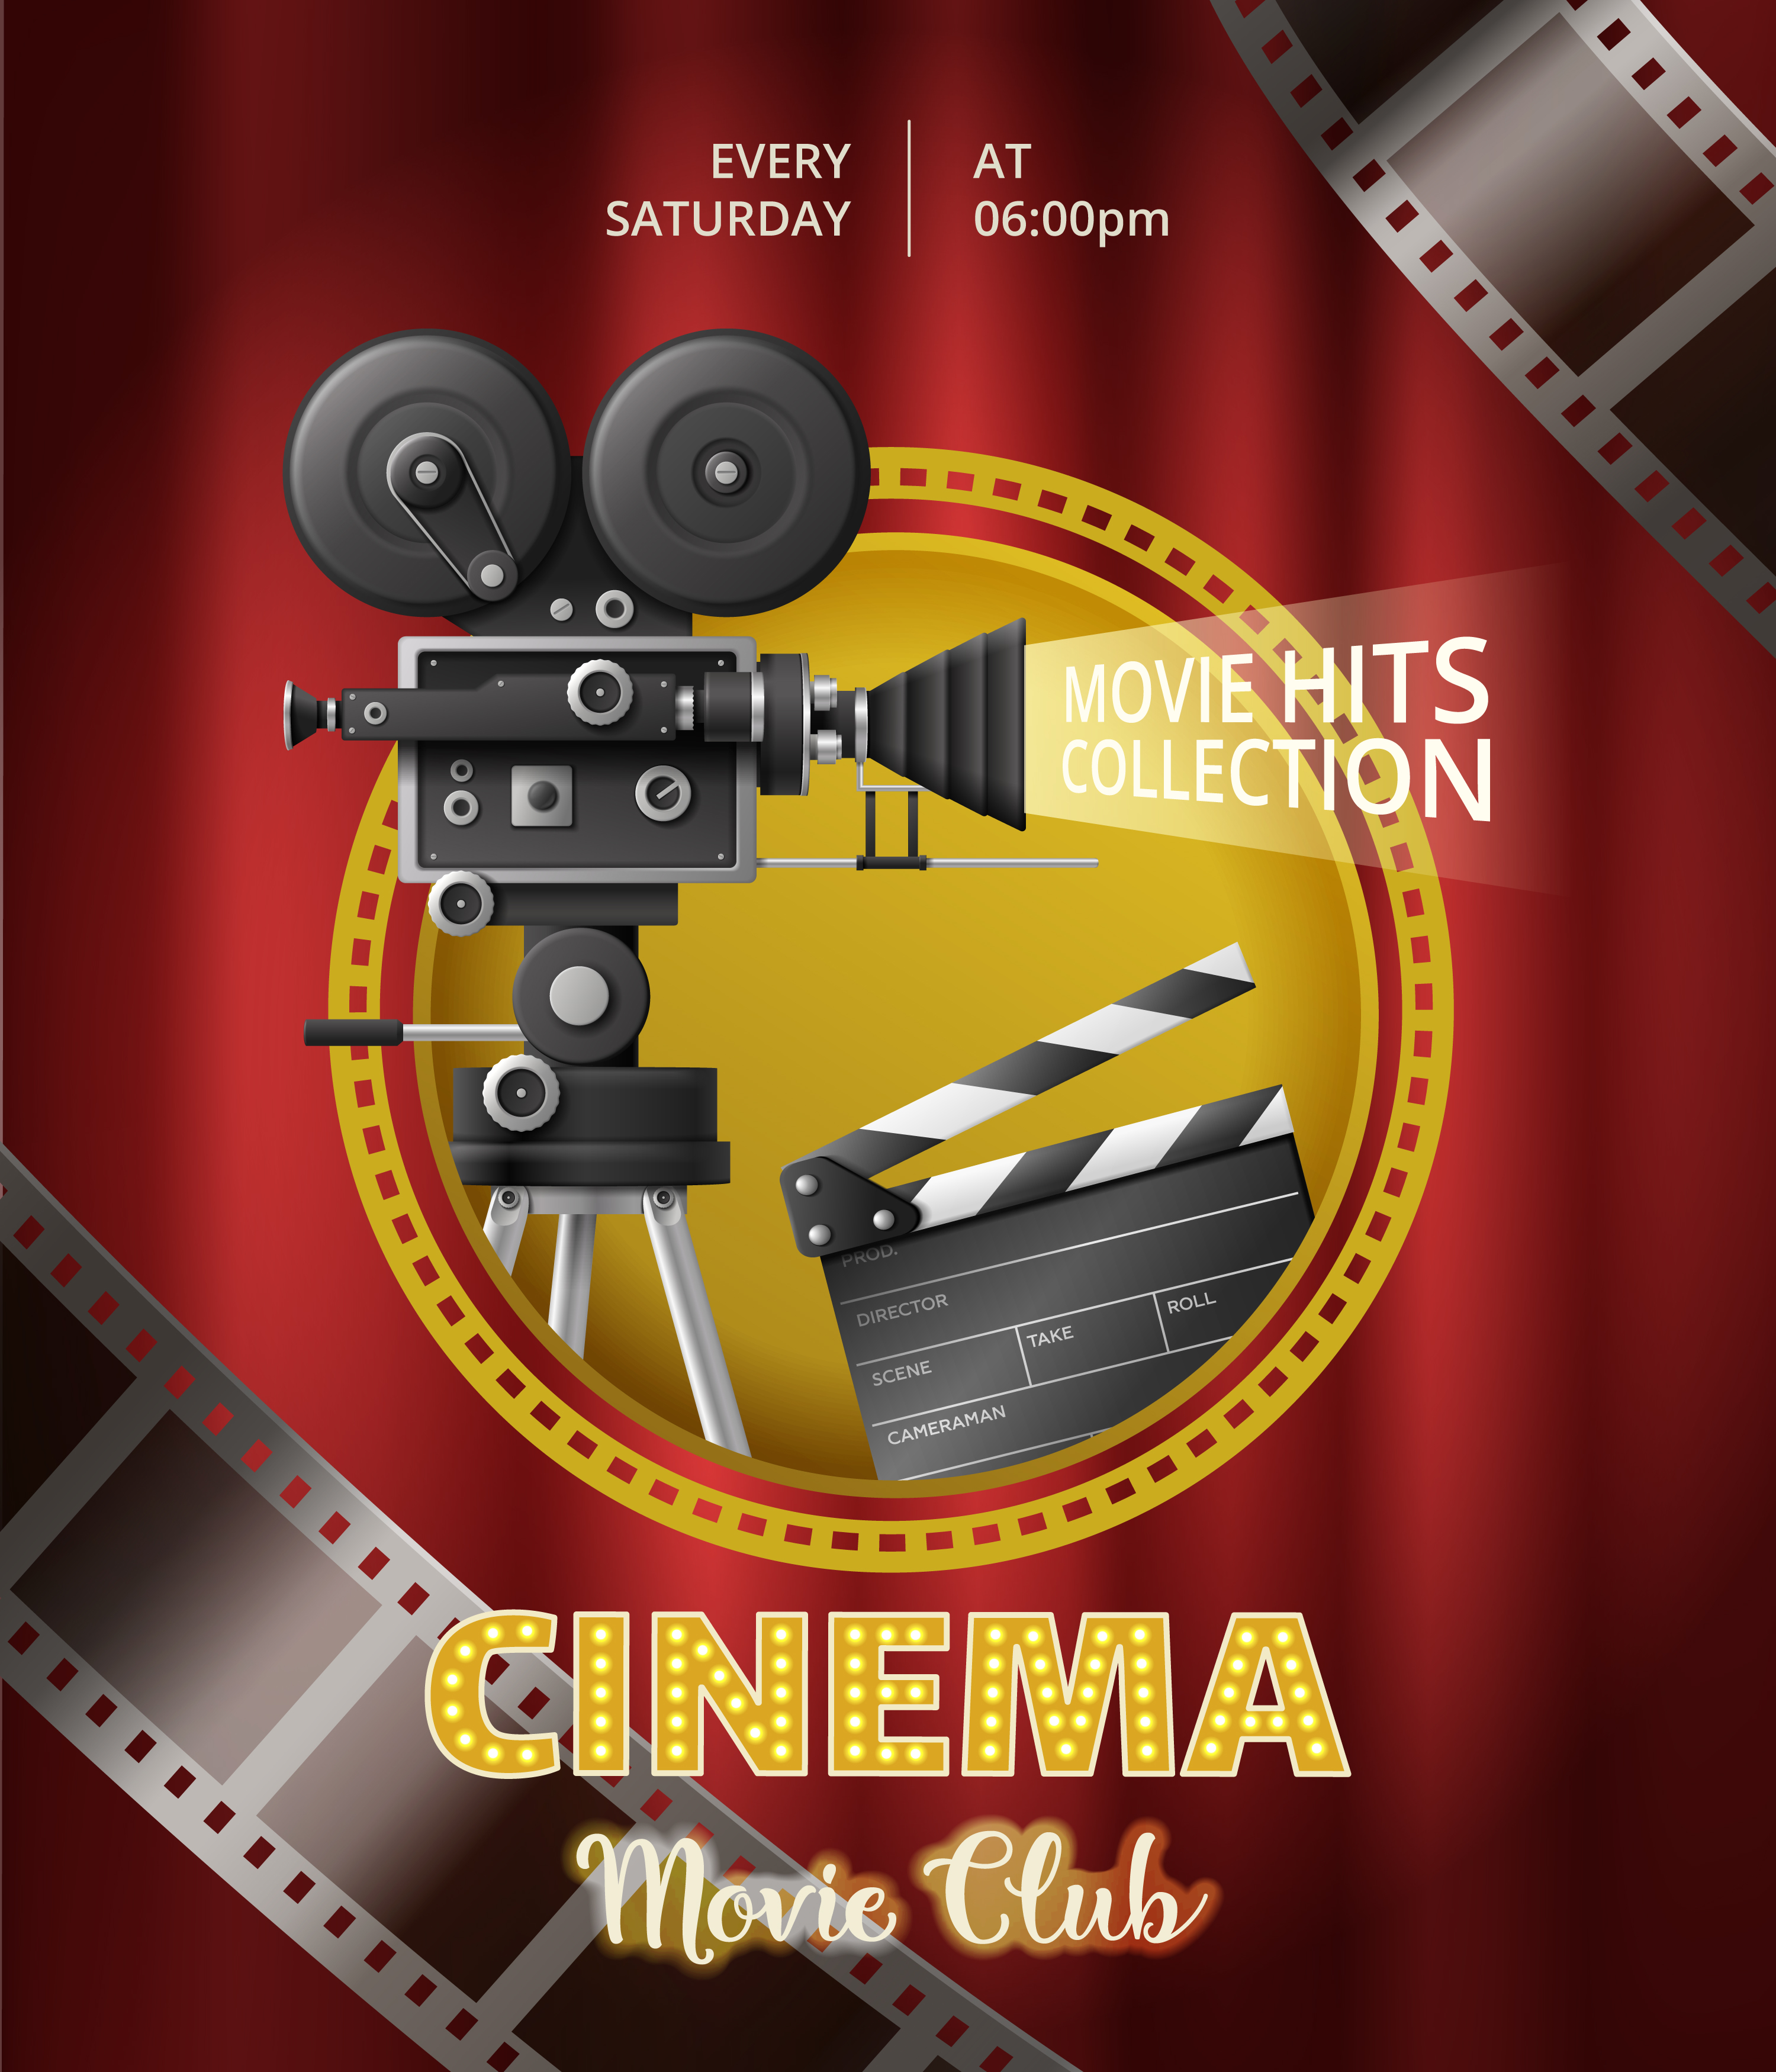 EVERY
SATURDAY
AT
06:00pm
MOVIE HITS
COLLECTION
PROD.
DIRECTOR
SCENE
TAKE
ROLL
CAMERAMAN
CINEMA
Movie Club